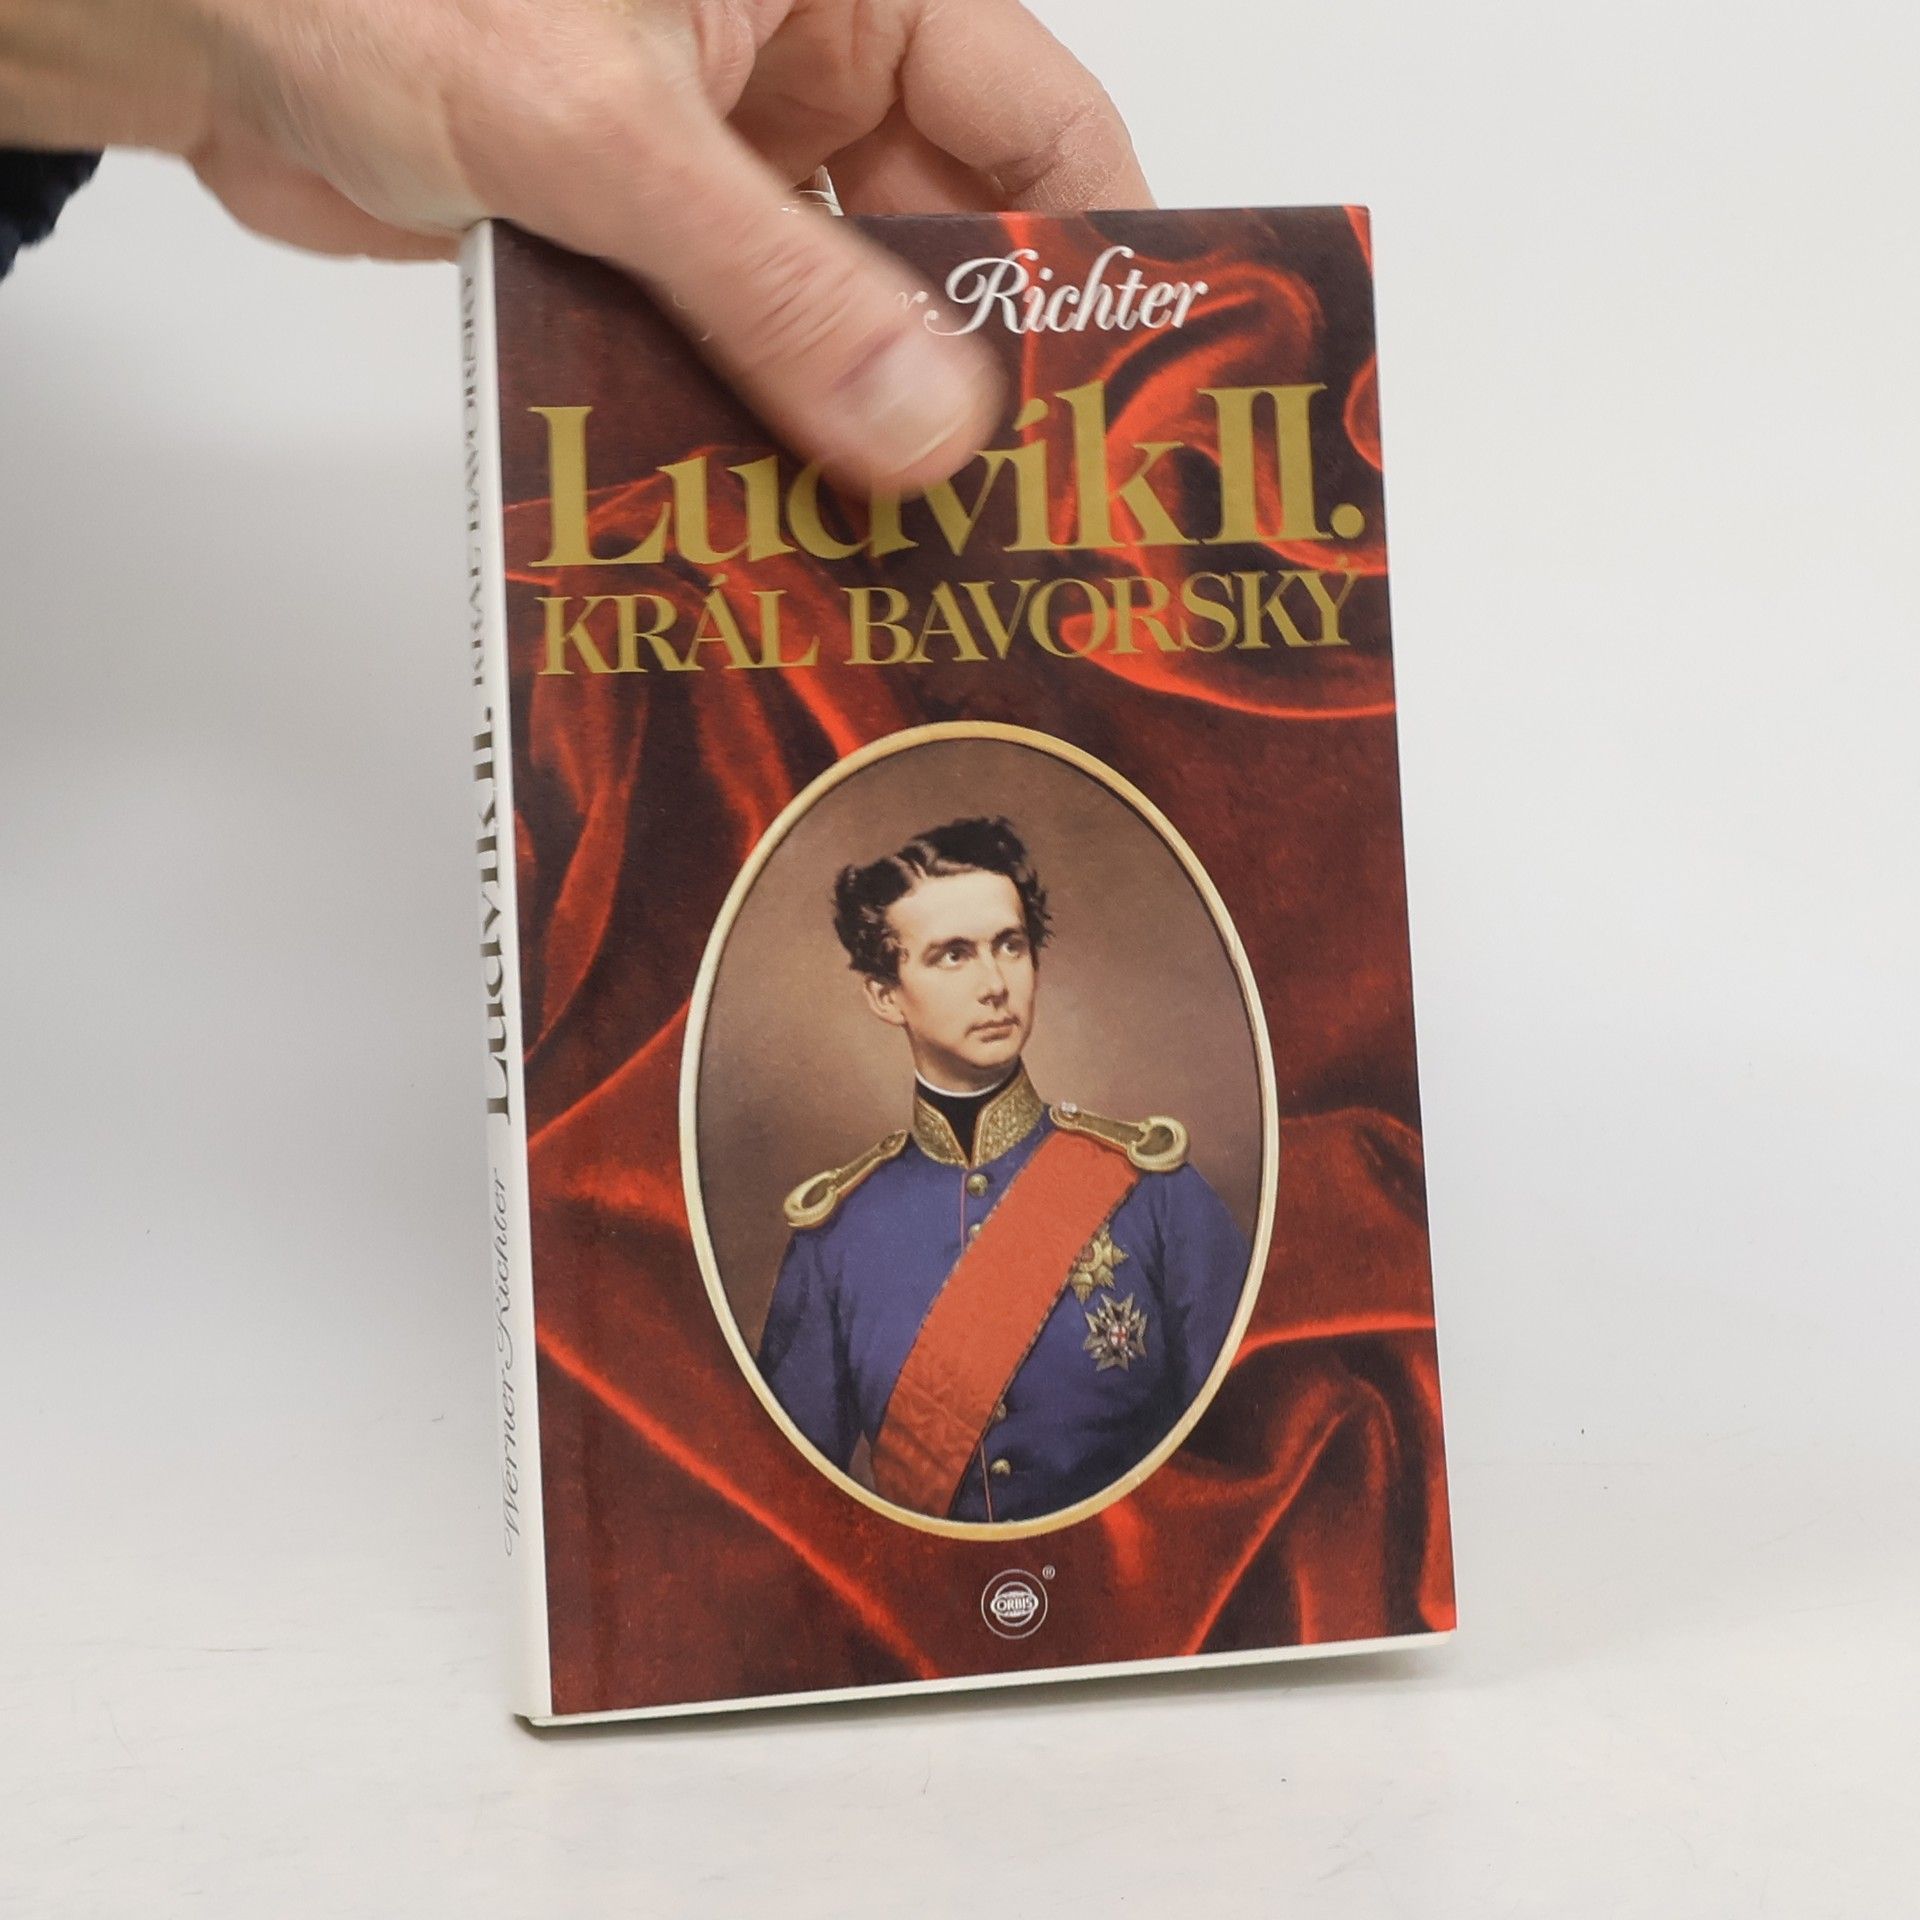 Richter
Ludvík II.
KRÁL BAVORSKÝ
ORBIS
®
Werner Richter Ludvík II. KRÁL BAVORSKÝ